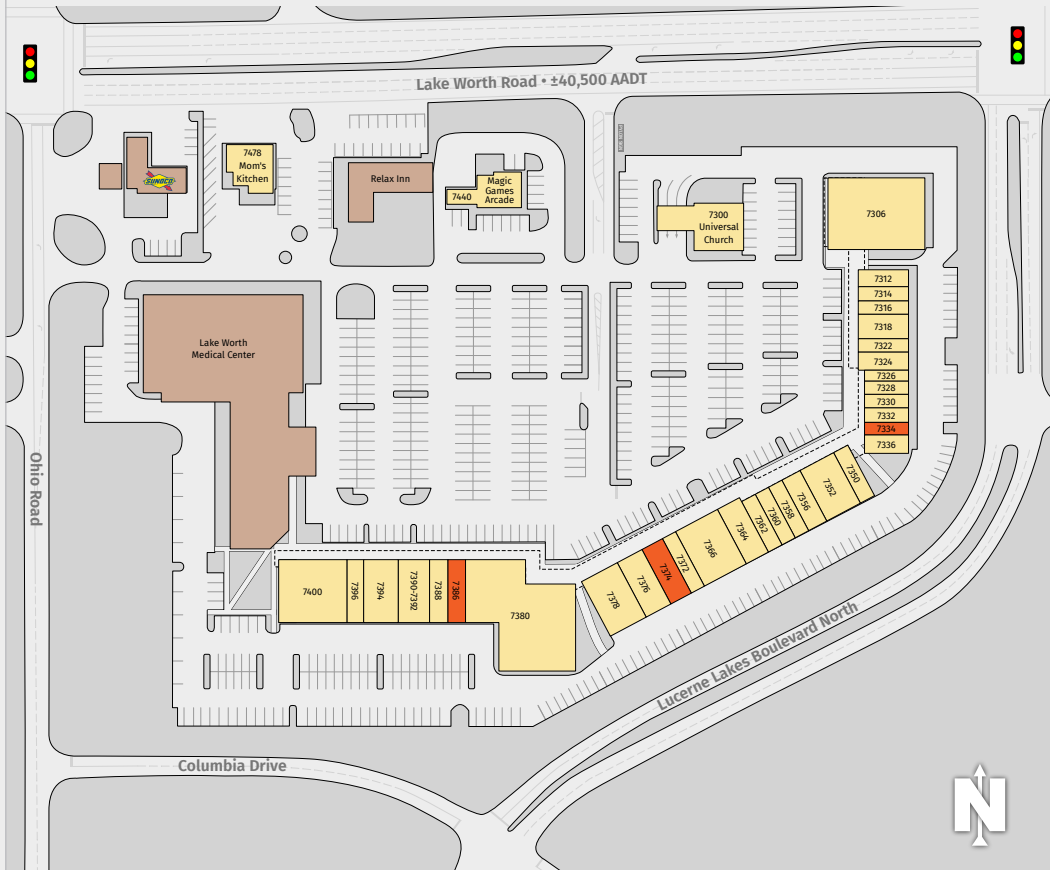 Lake Worth Road • ±40,500 AADT
7478
Mom's
Kitchen
SUNOCO
Relax Inn
Magic
Games
Arcade
7440
7300
Universal
Church
7306
7312
7314
7316
7318
7322
7324
7326
7328
7330
7332
7334
7336
Lake Worth
Medical Center
7350
7352
7356
7358
7360
7362
7364
7366
7372
7374
7376
7378
7380
7386
7388
7390-7392
7394
7396
7400
Ohio Road
Lucerne Lakes Boulevard North
Columbia Drive
N